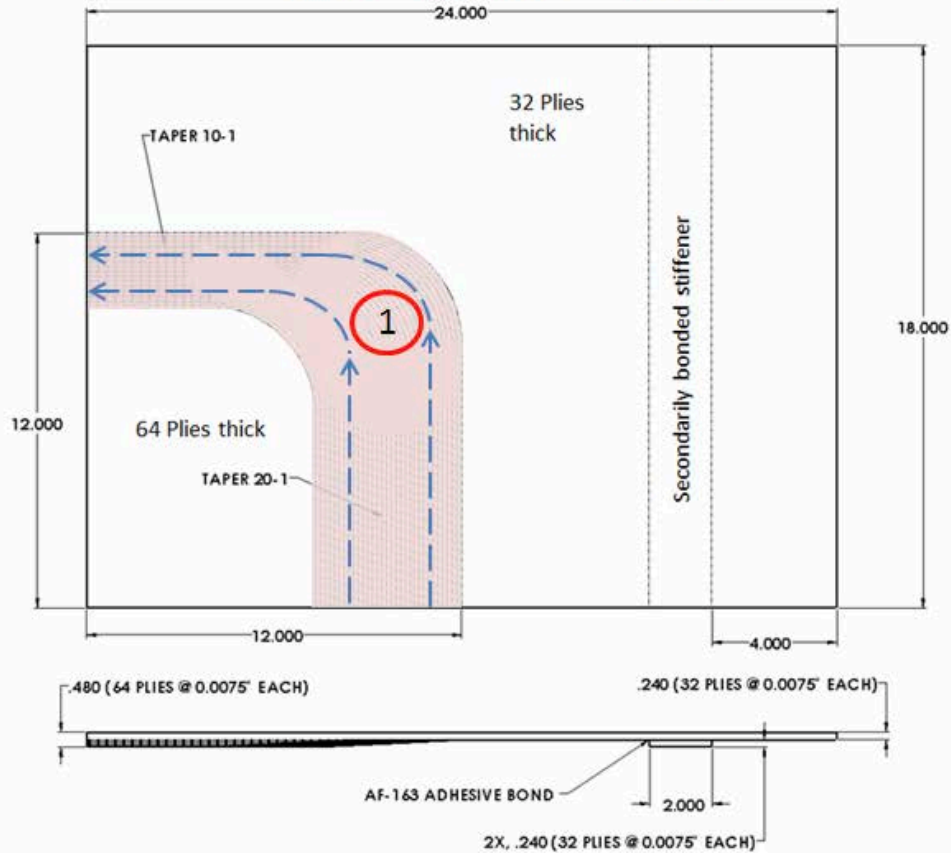 24.000
32 Plies
thick
TAPER 10-1
Secondarily bonded stiffener
1
18.000
12.000
64 Plies thick
TAPER 20-1
12.000
4.000
.480 (64 PLIES @ 0.0075" EACH)
.240 (32 PLIES @ 0.0075" EACH)
AF-163 ADHESIVE BOND
2.000
2X, .240 (32 PLIES @ 0.0075" EACH)